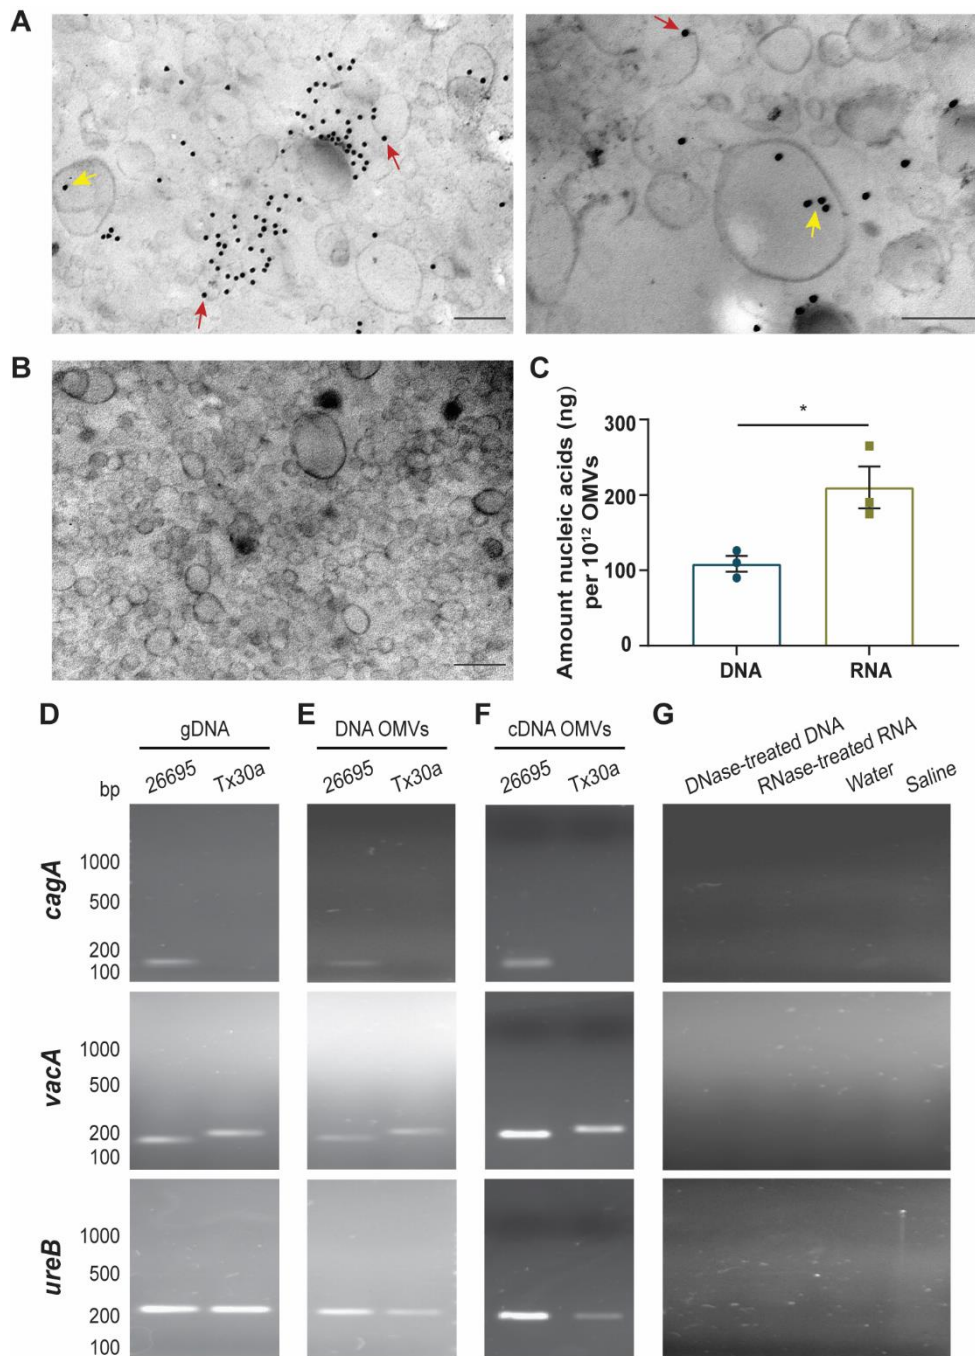 A
B
C
Amount nucleic acids (ng)
per 10¹² OMVs
300
200
100
0
*
DNA
RNA
D
gDNA
E
DNA OMVs
F
cDNA OMVs
G
bp
26695
Tx30a
26695
Tx30a
26695
Tx30a
DNase-treated DNA
RNase-treated RNA
Water
Saline
cagA
1000
500
200
100
vacA
1000
500
200
100
ureB
1000
500
200
100